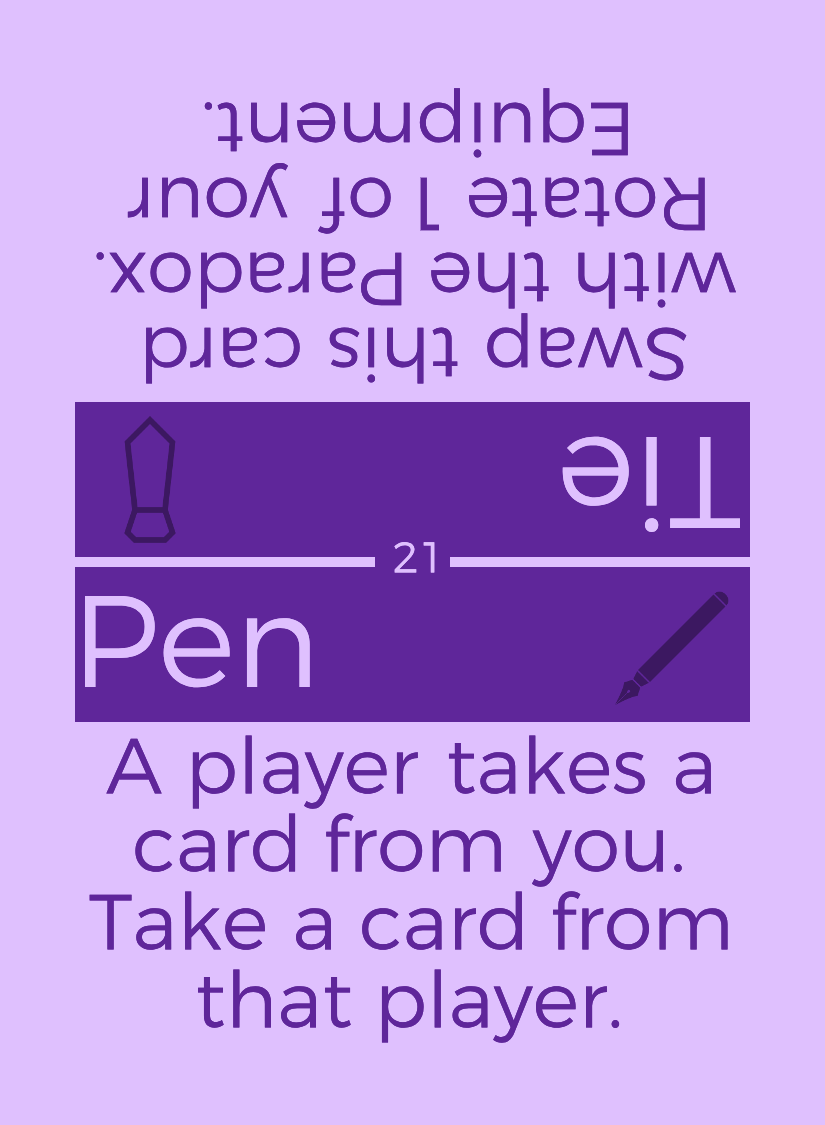 Swap this card
with the Paradox.
Rotate 1 of your
Equipment.
Tie
21
Pen
A player takes a
card from you.
Take a card from
that player.